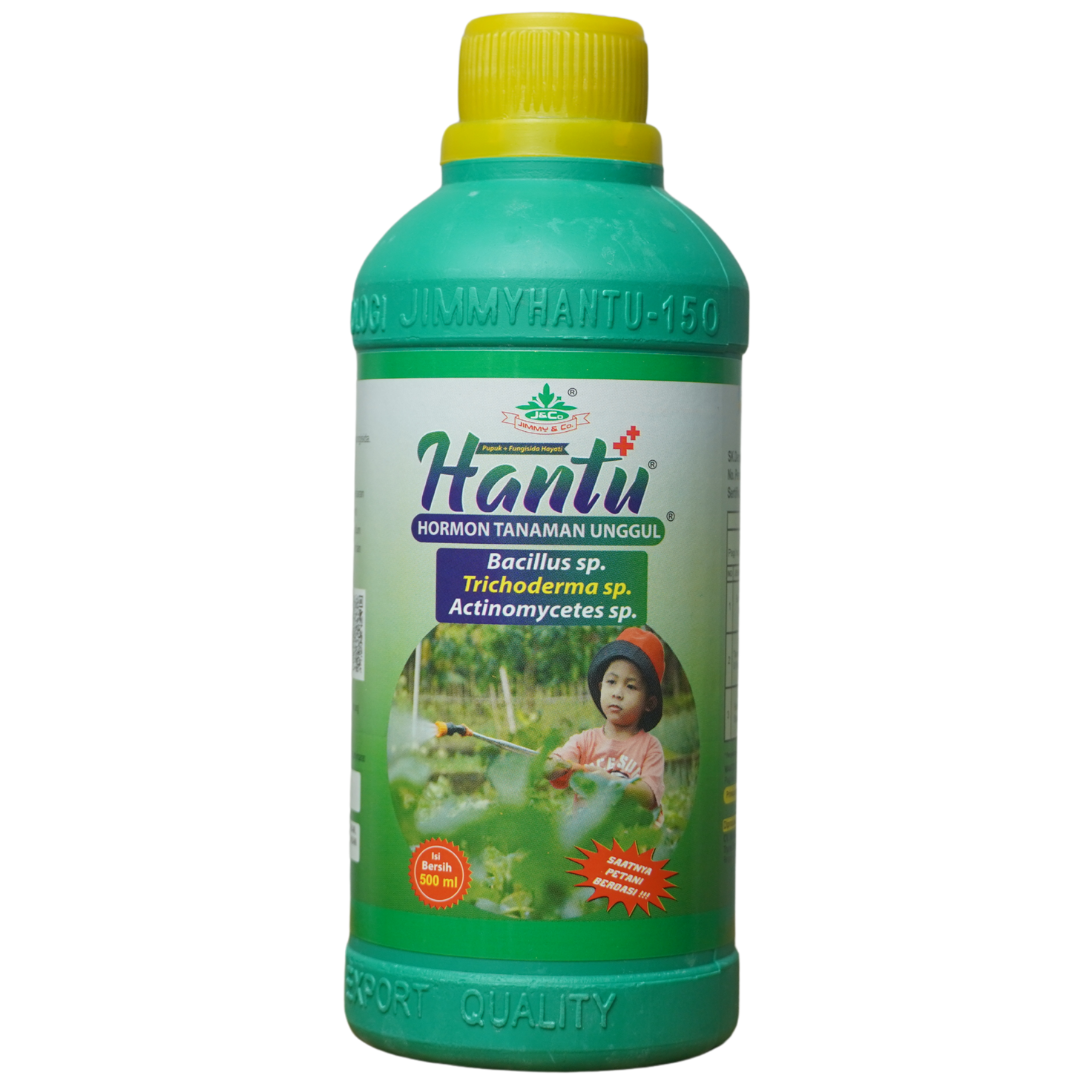 OLOGI JIMMYHANTU-150
J&Co ®
JIMMY & Co.
Pupuk + Fungisida Hayati
Hantu ++ ®
HORMON TANAMAN UNGGUL ®
Bacillus sp.
Trichoderma sp.
Actinomycetes sp.
Isi
Bersih
500 ml
SAATNYA
PETANI
BERDASI !!!
EXPORT QUALITY